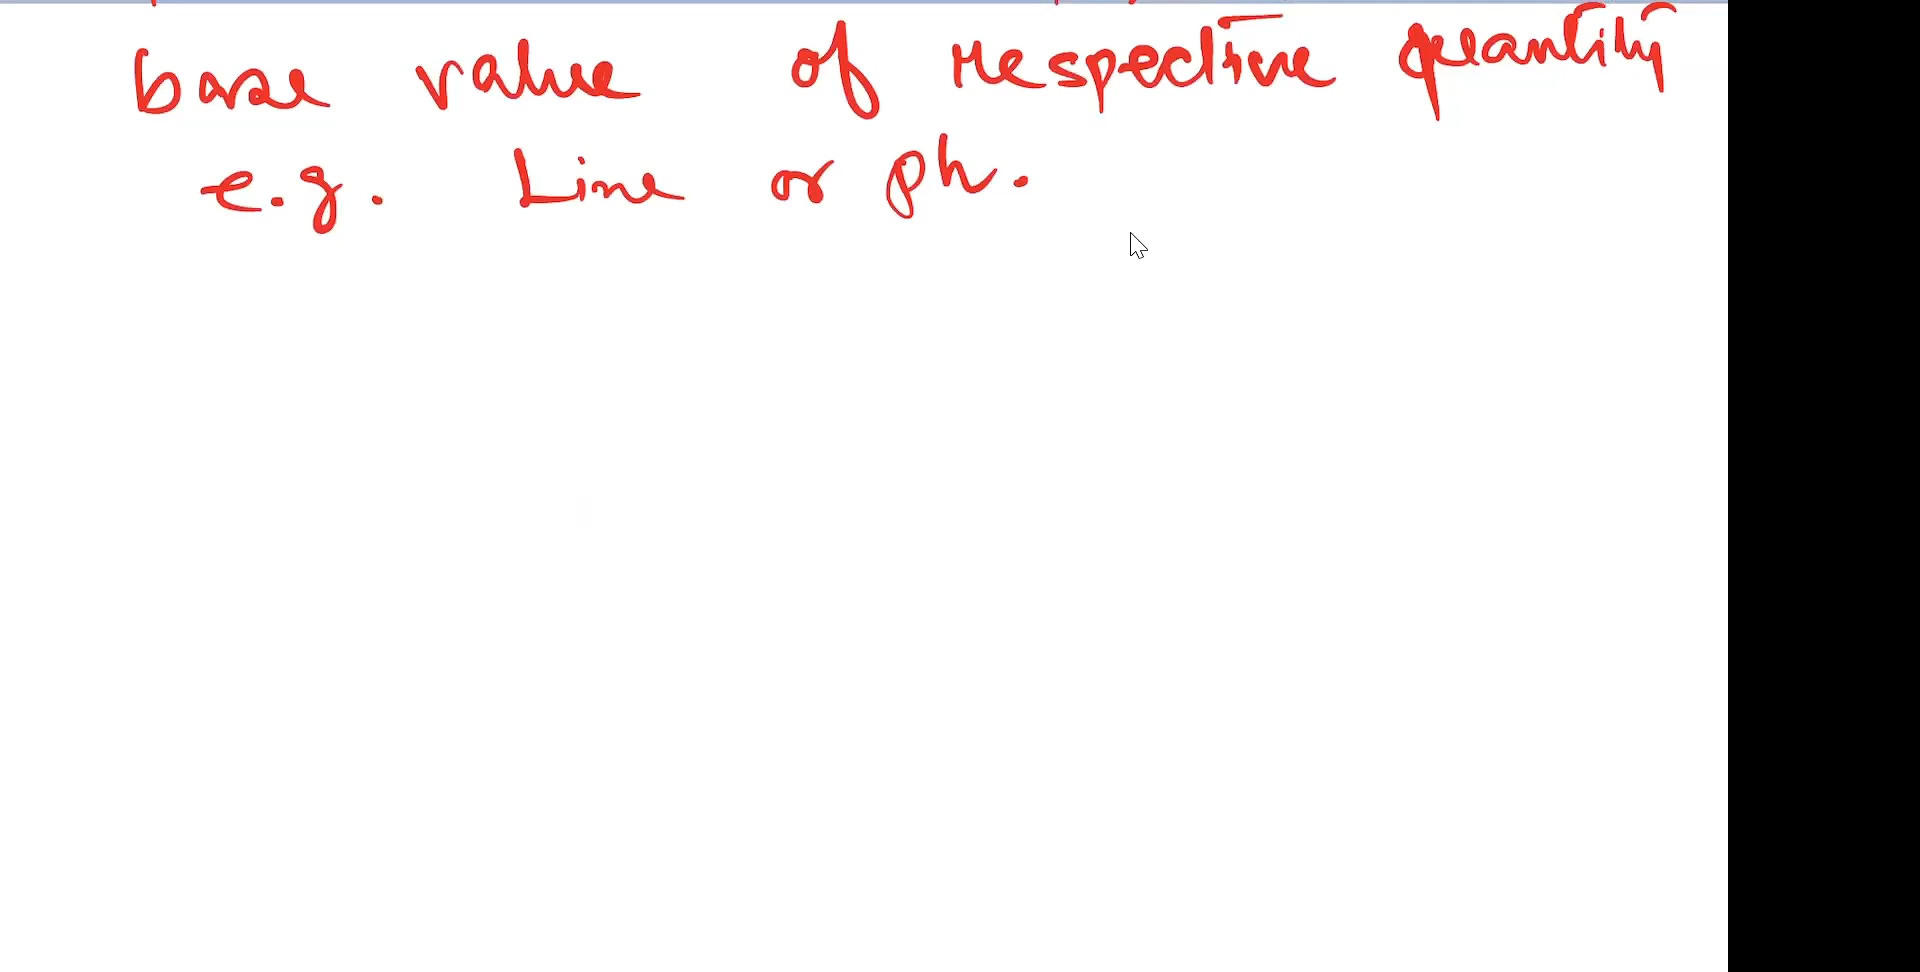 base value of respective quantity
e.g. Line or ph.